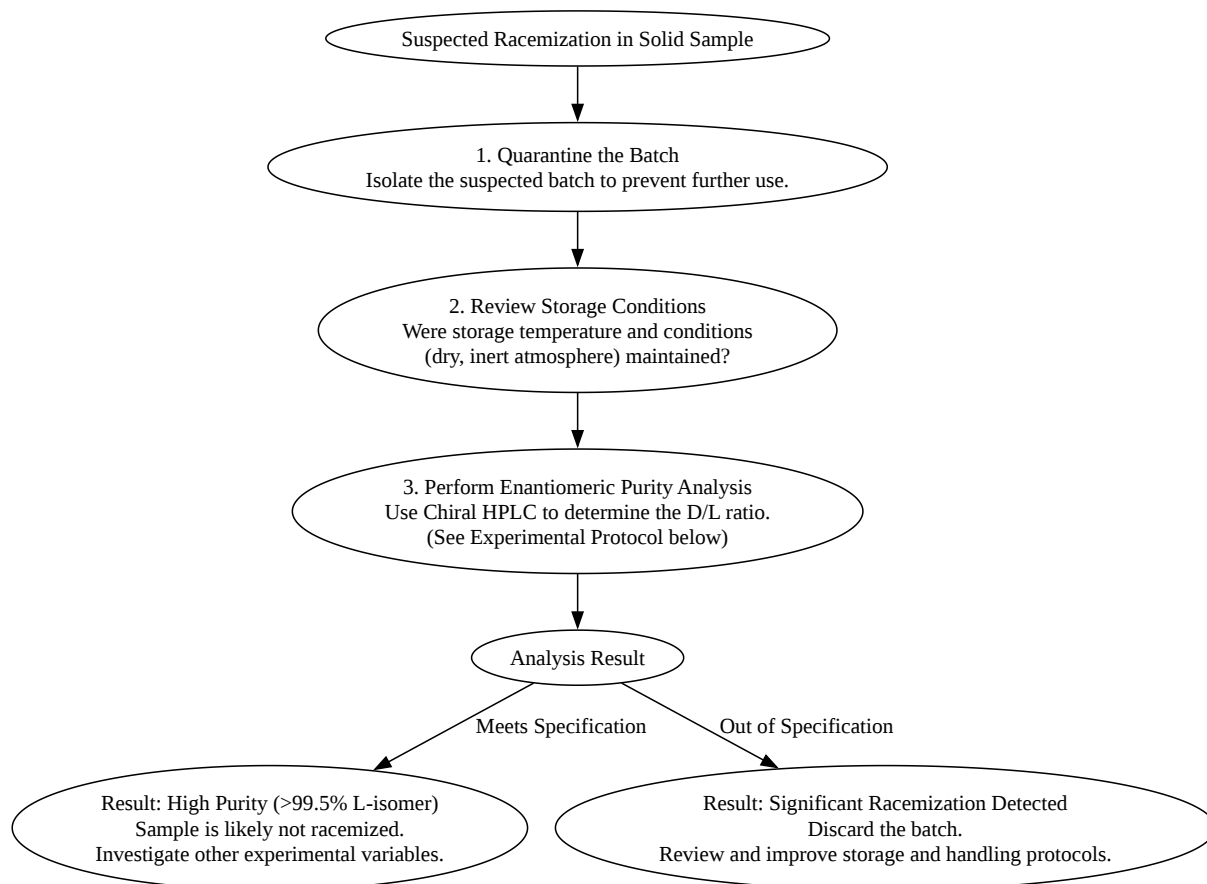 Suspected Racemization in Solid Sample
1. Quarantine the Batch
Isolate the suspected batch to prevent further use.
2. Review Storage Conditions
Were storage temperature and conditions
(dry, inert atmosphere) maintained?
3. Perform Enantiomeric Purity Analysis
Use Chiral HPLC to determine the D/L ratio.
(See Experimental Protocol below)
Analysis Result
Meets Specification
Out of Specification
Result: High Purity (>99.5% L-isomer)
Sample is likely not racemized.
Investigate other experimental variables.
Result: Significant Racemization Detected
Discard the batch.
Review and improve storage and handling protocols.